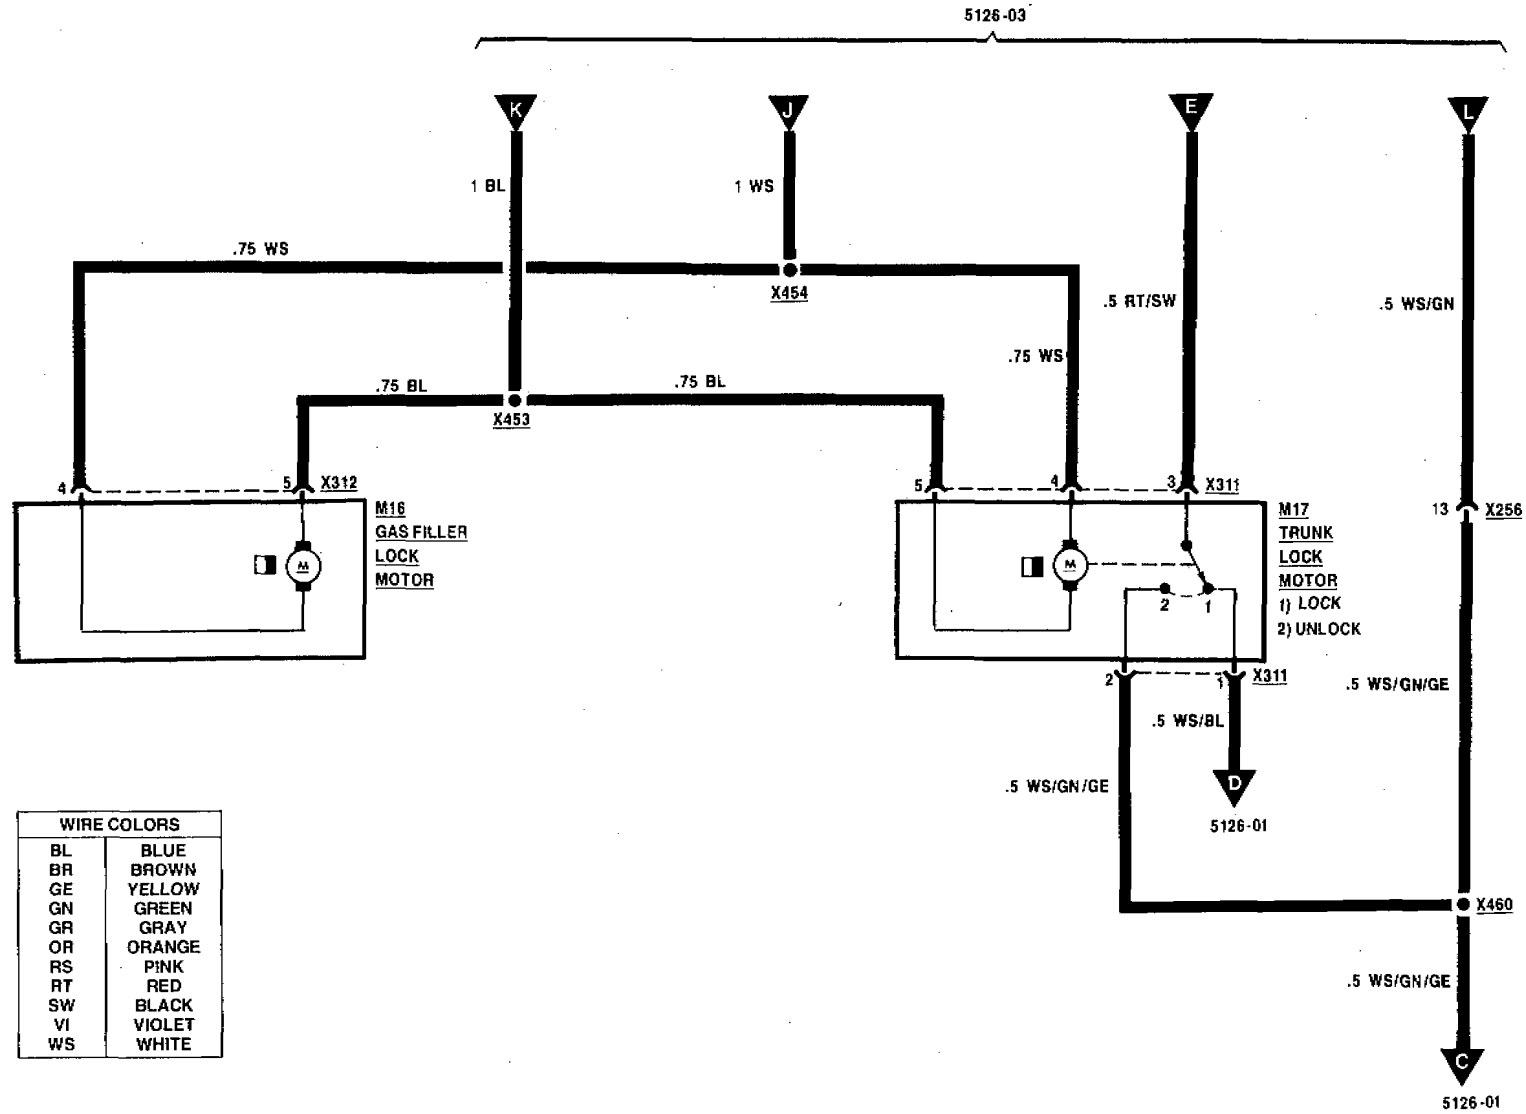 5126-03
K
J
E
L
1 BL
1 WS
.75 WS
X454
.5 RT/SW
.5 WS/GN
.75 WS
.75 BL
.75 BL
X453
4
5
X312
5
4
3
X311
13
X256
M16
GAS FILLER
LOCK
MOTOR
M
M
M17
TRUNK
LOCK
MOTOR
1) LOCK
2) UNLOCK
2
1
2
1
X311
.5 WS/GN/GE
.5 WS/BL
.5 WS/GN/GE
D
5126-01
X460
.5 WS/GN/GE
C
5126-01
WIRE COLORS
BL BLUE
BR BROWN
GE YELLOW
GN GREEN
GR GRAY
OR ORANGE
RS PINK
RT RED
SW BLACK
VI VIOLET
WS WHITE